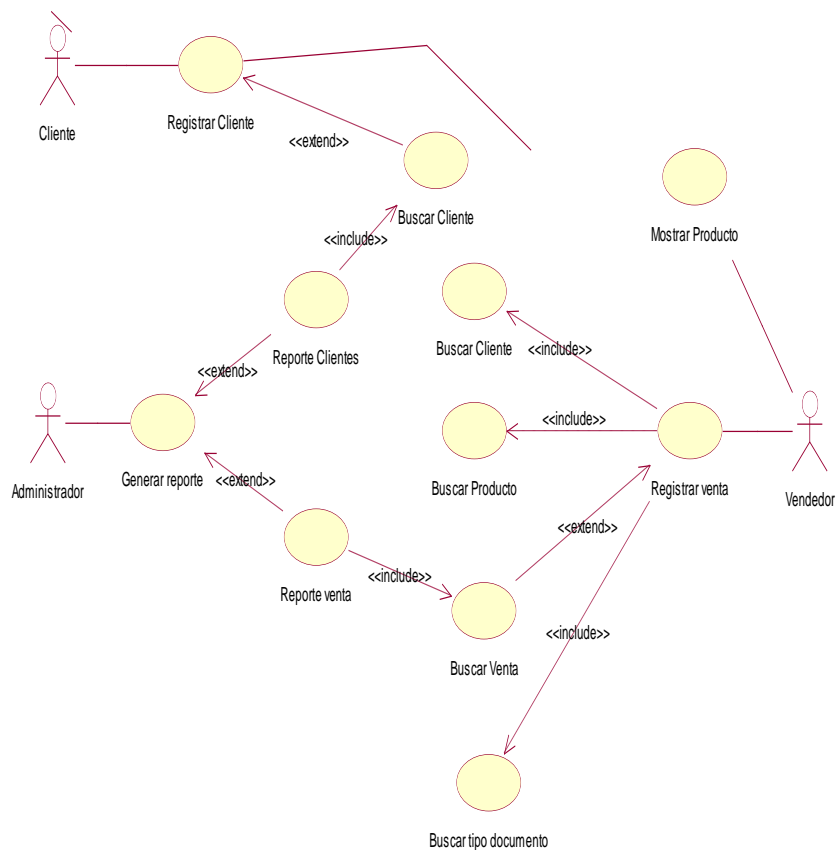 Cliente
Registrar Cliente
<<extend>>
Buscar Cliente
Mostrar Producto
<<include>>
Reporte Clientes
Buscar Cliente
<<include>>
<<extend>>
<<include>>
Administrador
Generar reporte
Buscar Producto
Registrar venta
Vendedor
<<extend>>
<<extend>>
<<include>>
Reporte venta
<<include>>
Buscar Venta
Buscar tipo documento